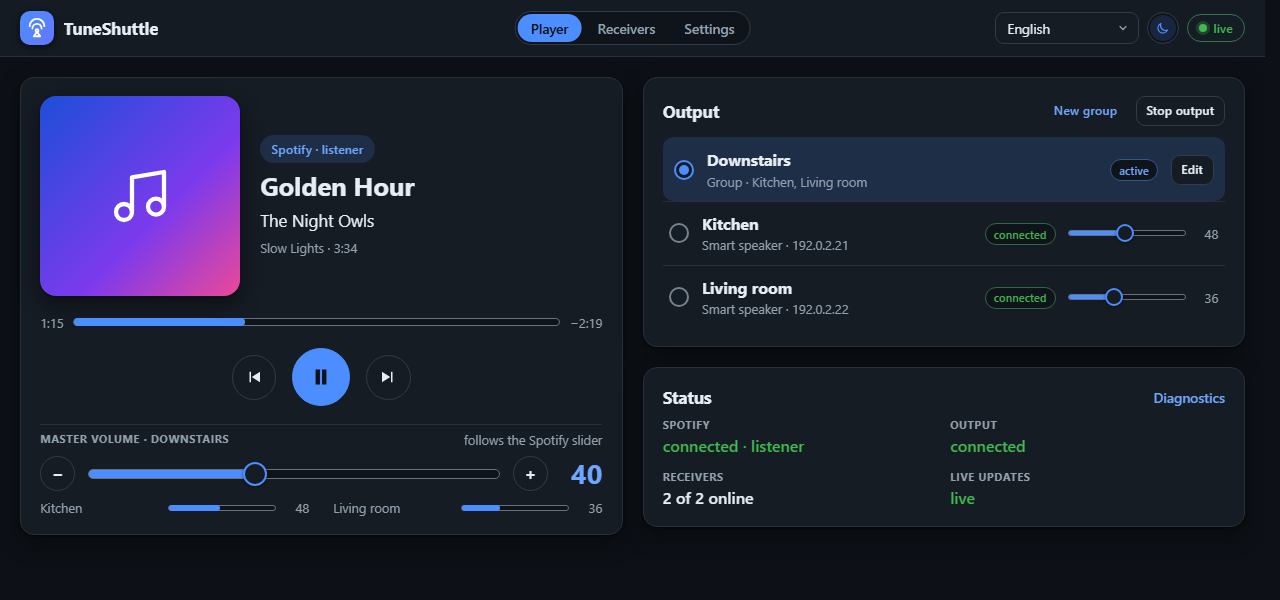 TuneShuttle
Player
Receivers
Settings
English
live
Spotify · listener
Golden Hour
The Night Owls
Slow Lights · 3:34
1:15
−2:19
MASTER VOLUME · DOWNSTAIRS
follows the Spotify slider
−
+
40
Kitchen
48
Living room
36
Output
New group
Stop output
Downstairs
Group · Kitchen, Living room
active
Edit
Kitchen
Smart speaker · 192.0.2.21
connected
48
Living room
Smart speaker · 192.0.2.22
connected
36
Status
Diagnostics
SPOTIFY
connected · listener
OUTPUT
connected
RECEIVERS
2 of 2 online
LIVE UPDATES
live